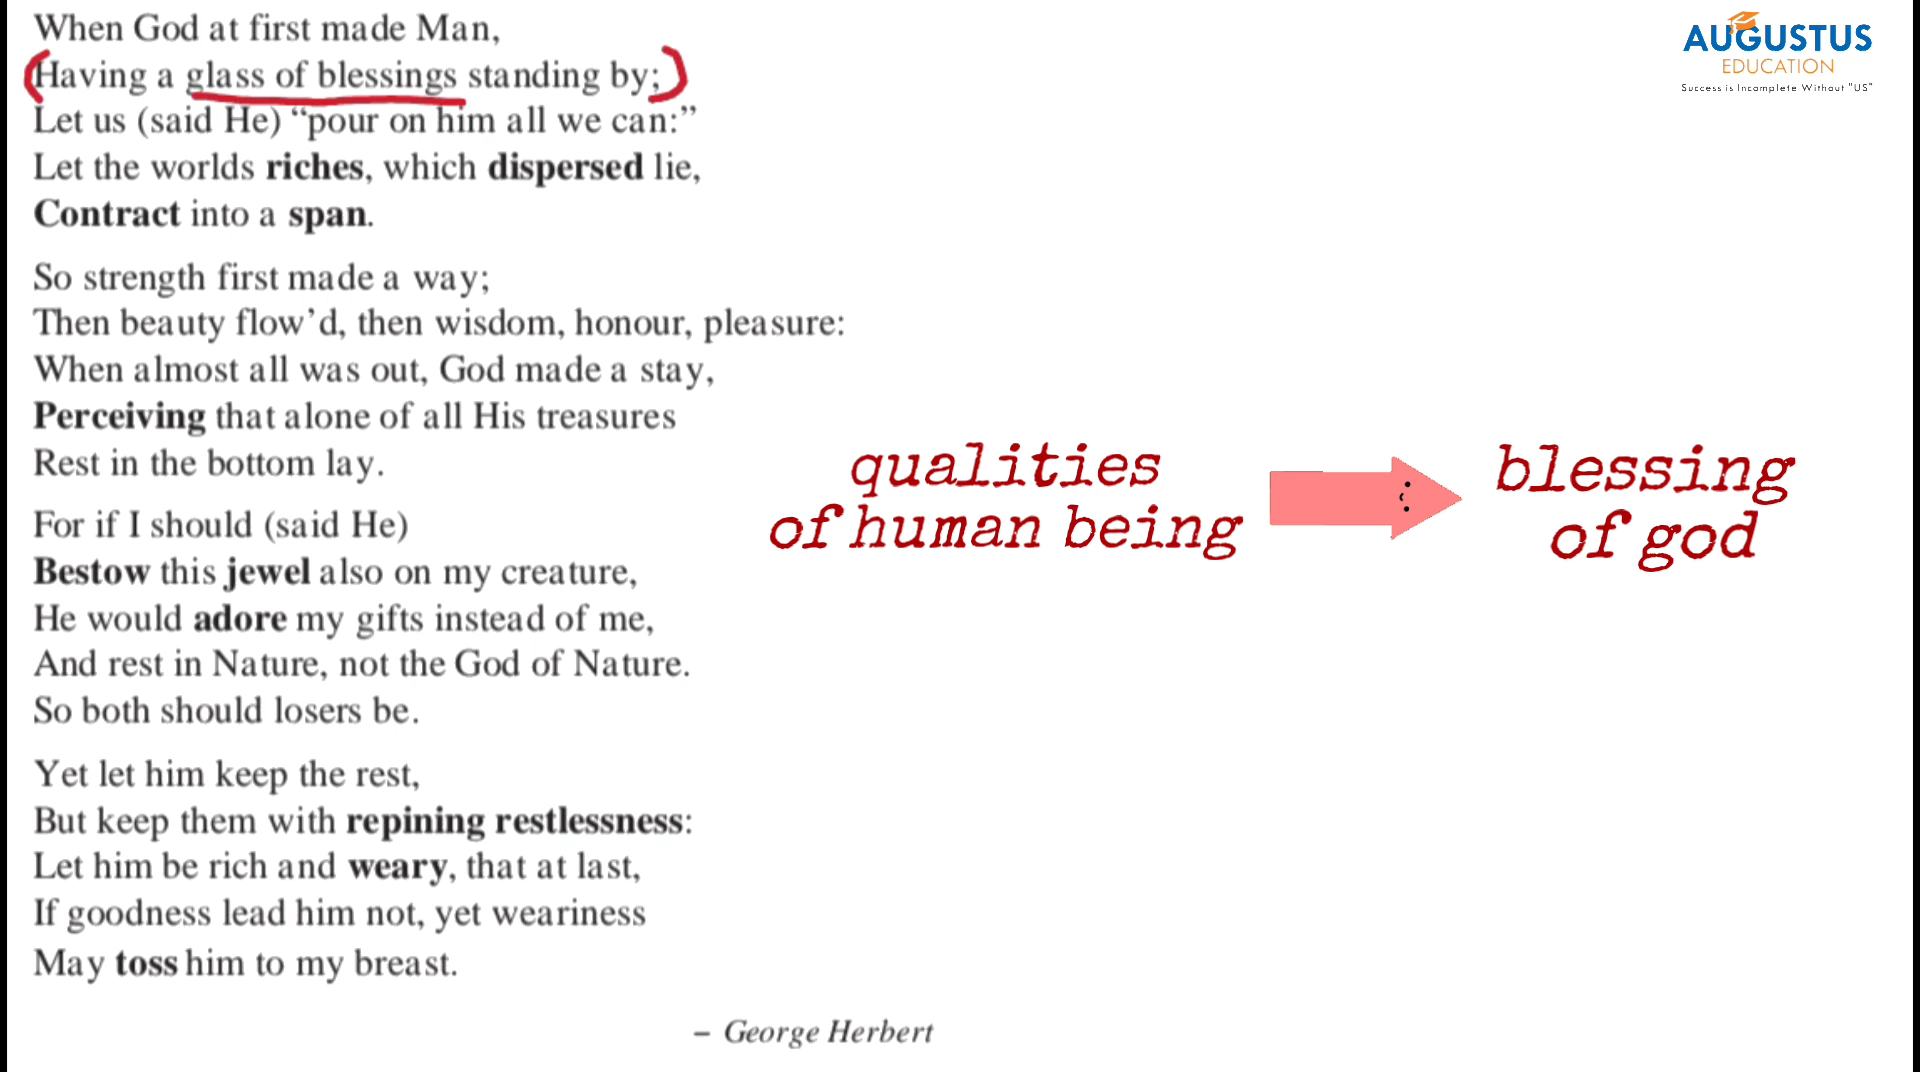 When God at first made Man,
Having a glass of blessings standing by;
Let us (said He) “pour on him all we can:”
Let the worlds riches, which dispersed lie,
Contract into a span.
So strength first made a way;
Then beauty flow’d, then wisdom, honour, pleasure:
When almost all was out, God made a stay,
Perceiving that alone of all His treasures
Rest in the bottom lay.
For if I should (said He)
Bestow this jewel also on my creature,
He would adore my gifts instead of me,
And rest in Nature, not the God of Nature.
So both should losers be.
Yet let him keep the rest,
But keep them with repining restlessness:
Let him be rich and weary, that at last,
If goodness lead him not, yet weariness
May toss him to my breast.
– George Herbert
qualities
of human being
blessing
of god
AUGUSTUS
EDUCATION
Success is Incomplete Without "US"